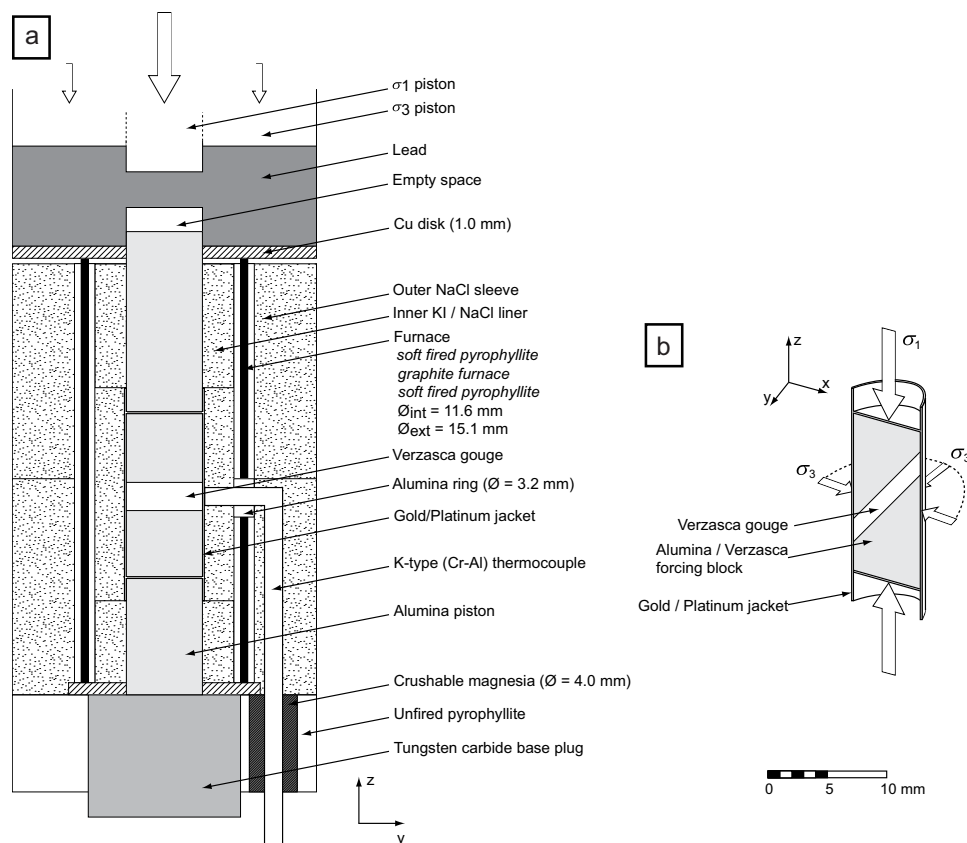 a
σ1 piston
σ3 piston
Lead
Empty space
Cu disk (1.0 mm)
Outer NaCl sleeve
Inner KI / NaCl liner
Furnace
soft fired pyrophyllite
graphite furnace
soft fired pyrophyllite
Øint = 11.6 mm
Øext = 15.1 mm
Verzasca gouge
Alumina ring (Ø = 3.2 mm)
Gold/Platinum jacket
K-type (Cr-Al) thermocouple
Alumina piston
Crushable magnesia (Ø = 4.0 mm)
Unfired pyrophyllite
Tungsten carbide base plug
z
y
b
z
x
y
σ1
σ3
σ3
Verzasca gouge
Alumina / Verzasca
forcing block
Gold / Platinum jacket
0 5 10 mm